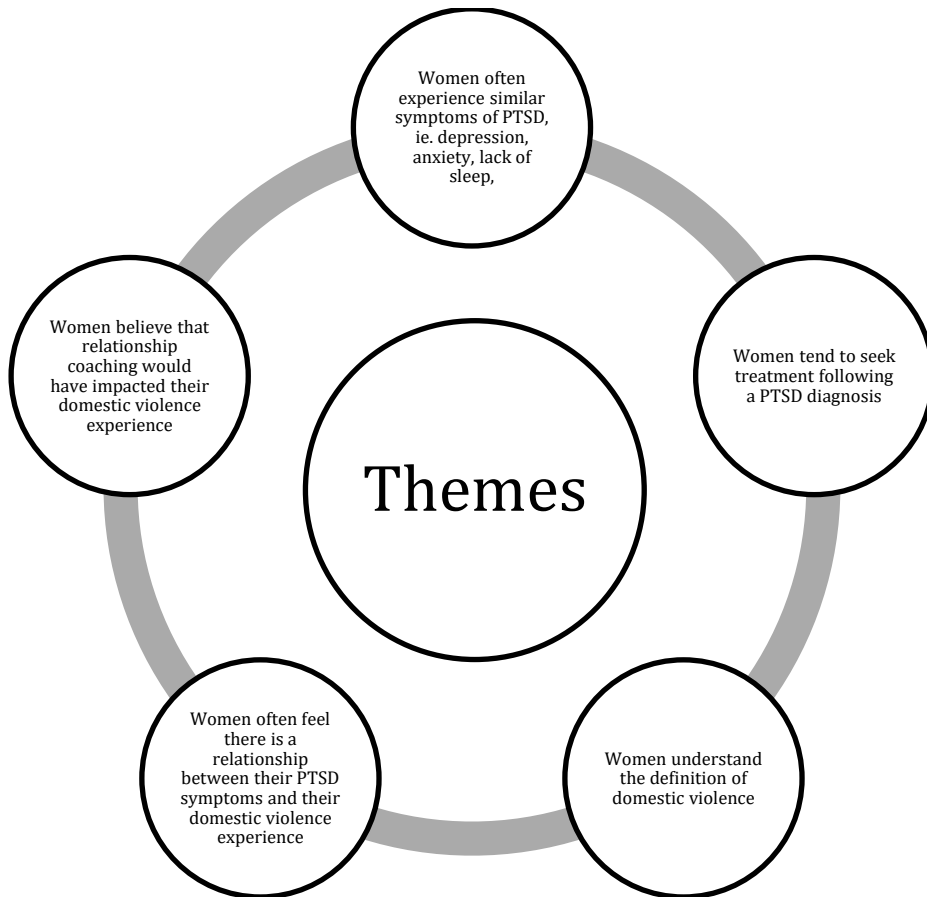 Women often
experience similar
symptoms of PTSD,
ie. depression,
anxiety, lack of
sleep,
Women tend to seek
treatment following
a PTSD diagnosis
Women understand
the definition of
domestic violence
Women often feel
there is a
relationship
between their PTSD
symptoms and their
domestic violence
experience
Women believe that
relationship
coaching would
have impacted their
domestic violence
experience
Themes